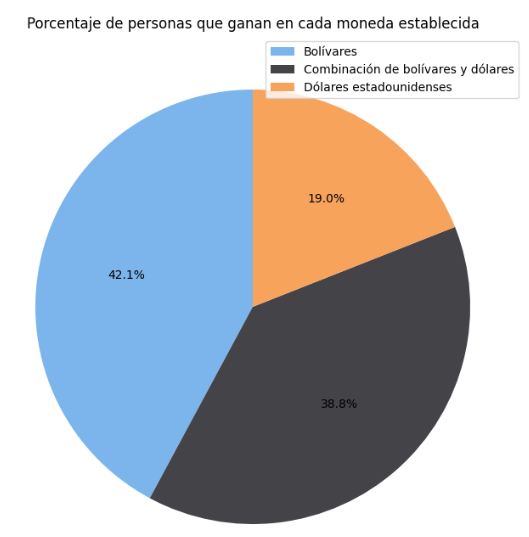 Porcentaje de personas que ganan en cada moneda establecida
Bolívares
Combinación de bolívares y dólares
Dólares estadounidenses
19.0%
42.1%
38.8%